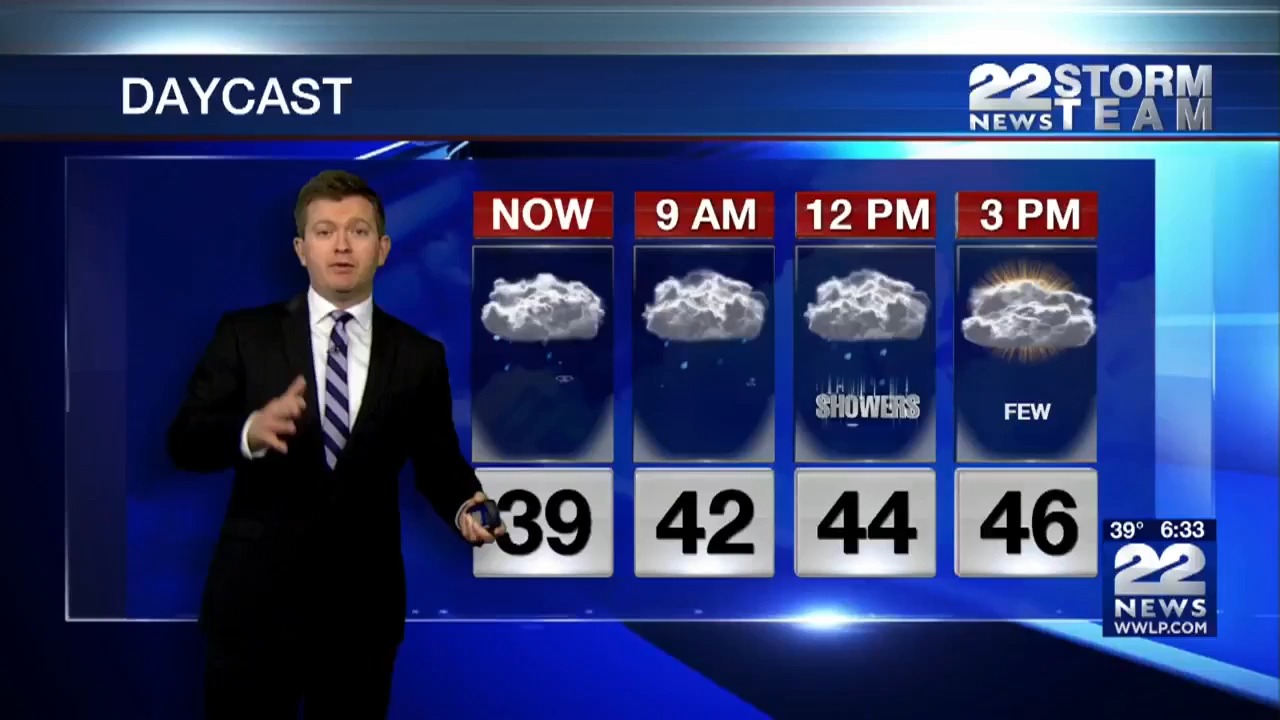 DAYCAST
22 STORM
NEWS TEAM
NOW 9 AM 12 PM 3 PM
SHOWERS FEW
39 42 44 46
39° 6:33
22
NEWS
WWLP.COM